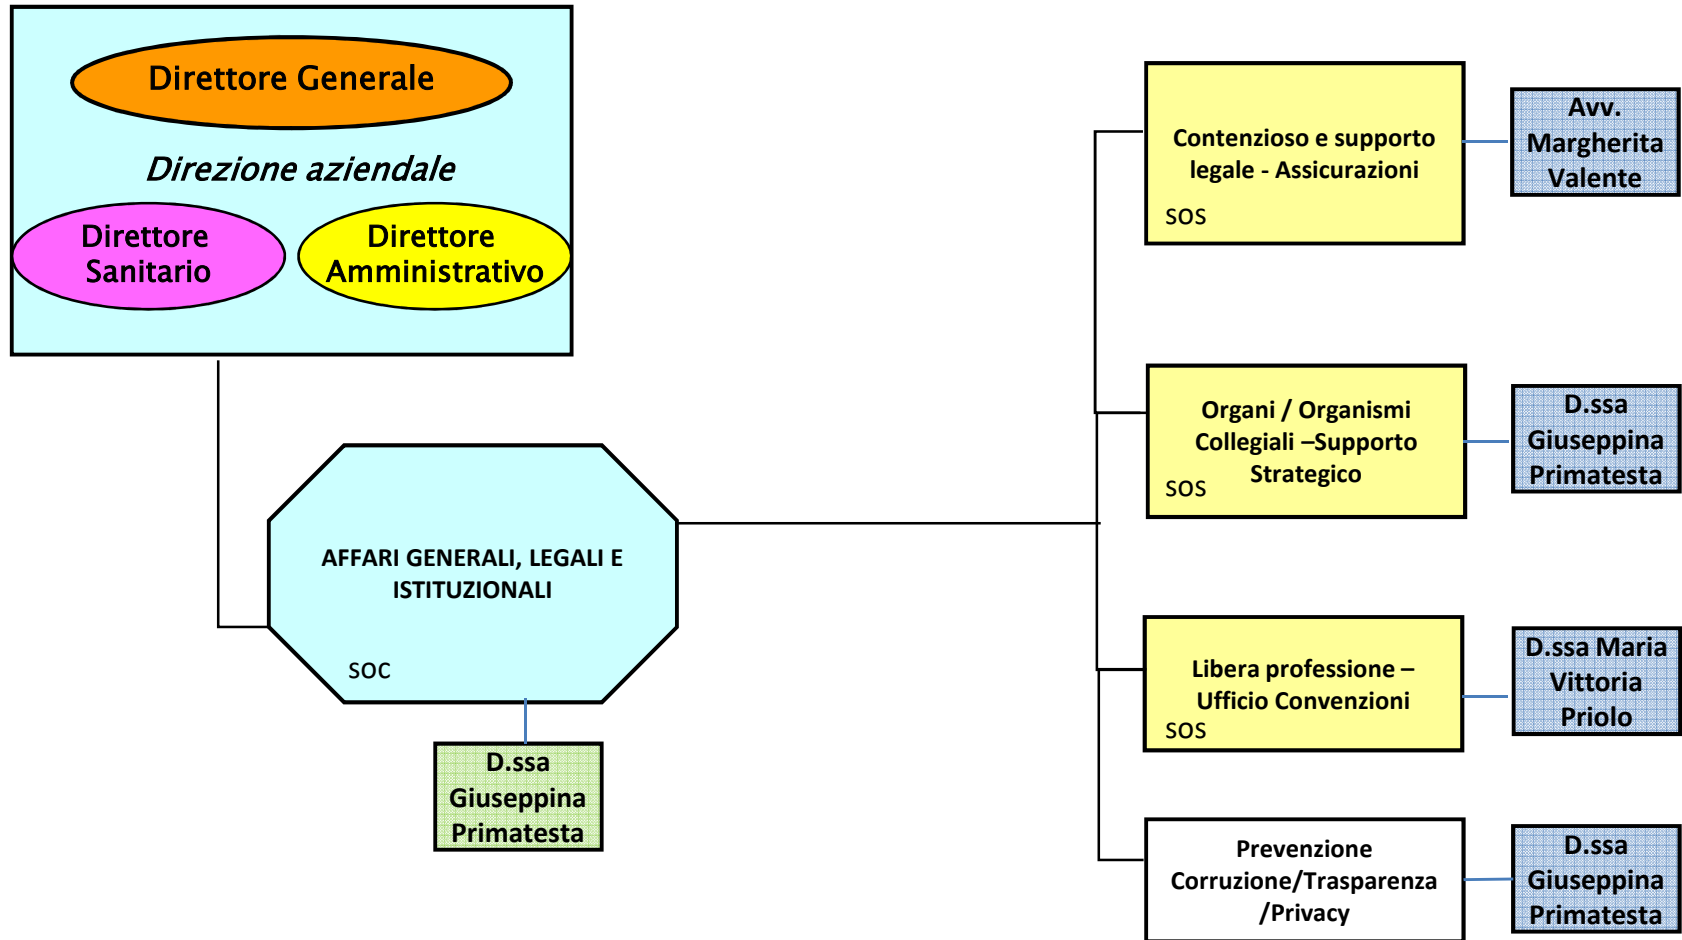 Direttore Generale
Direzione aziendale
Direttore
Sanitario
Direttore
Amministrativo
AFFARI GENERALI, LEGALI E
ISTITUZIONALI
SOC
D.ssa
Giuseppina
Primatesta
Contenzioso e supporto
legale - Assicurazioni
SOS
Avv.
Margherita
Valente
Organi / Organismi
Collegiali –Supporto
Strategico
SOS
D.ssa
Giuseppina
Primatesta
Libera professione –
Ufficio Convenzioni
SOS
D.ssa Maria
Vittoria
Priolo
Prevenzione
Corruzione/Trasparenza
/Privacy
D.ssa
Giuseppina
Primatesta